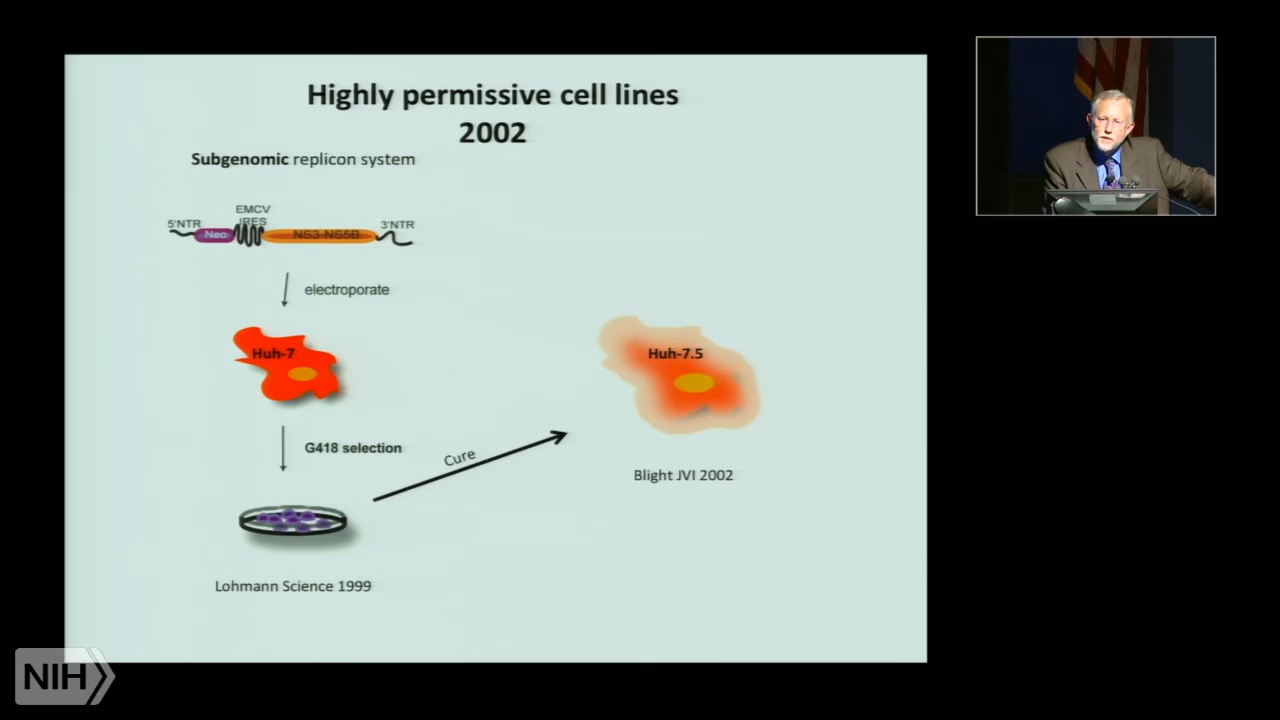 Highly permissive cell lines
2002
Subgenomic replicon system
EMCV
IRES
5'NTR
3'NTR
Neo
NS3-NS5B
electroporate
Huh-7
Huh-7.5
G418 selection
Cure
Blight JVI 2002
Lohmann Science 1999
NIH